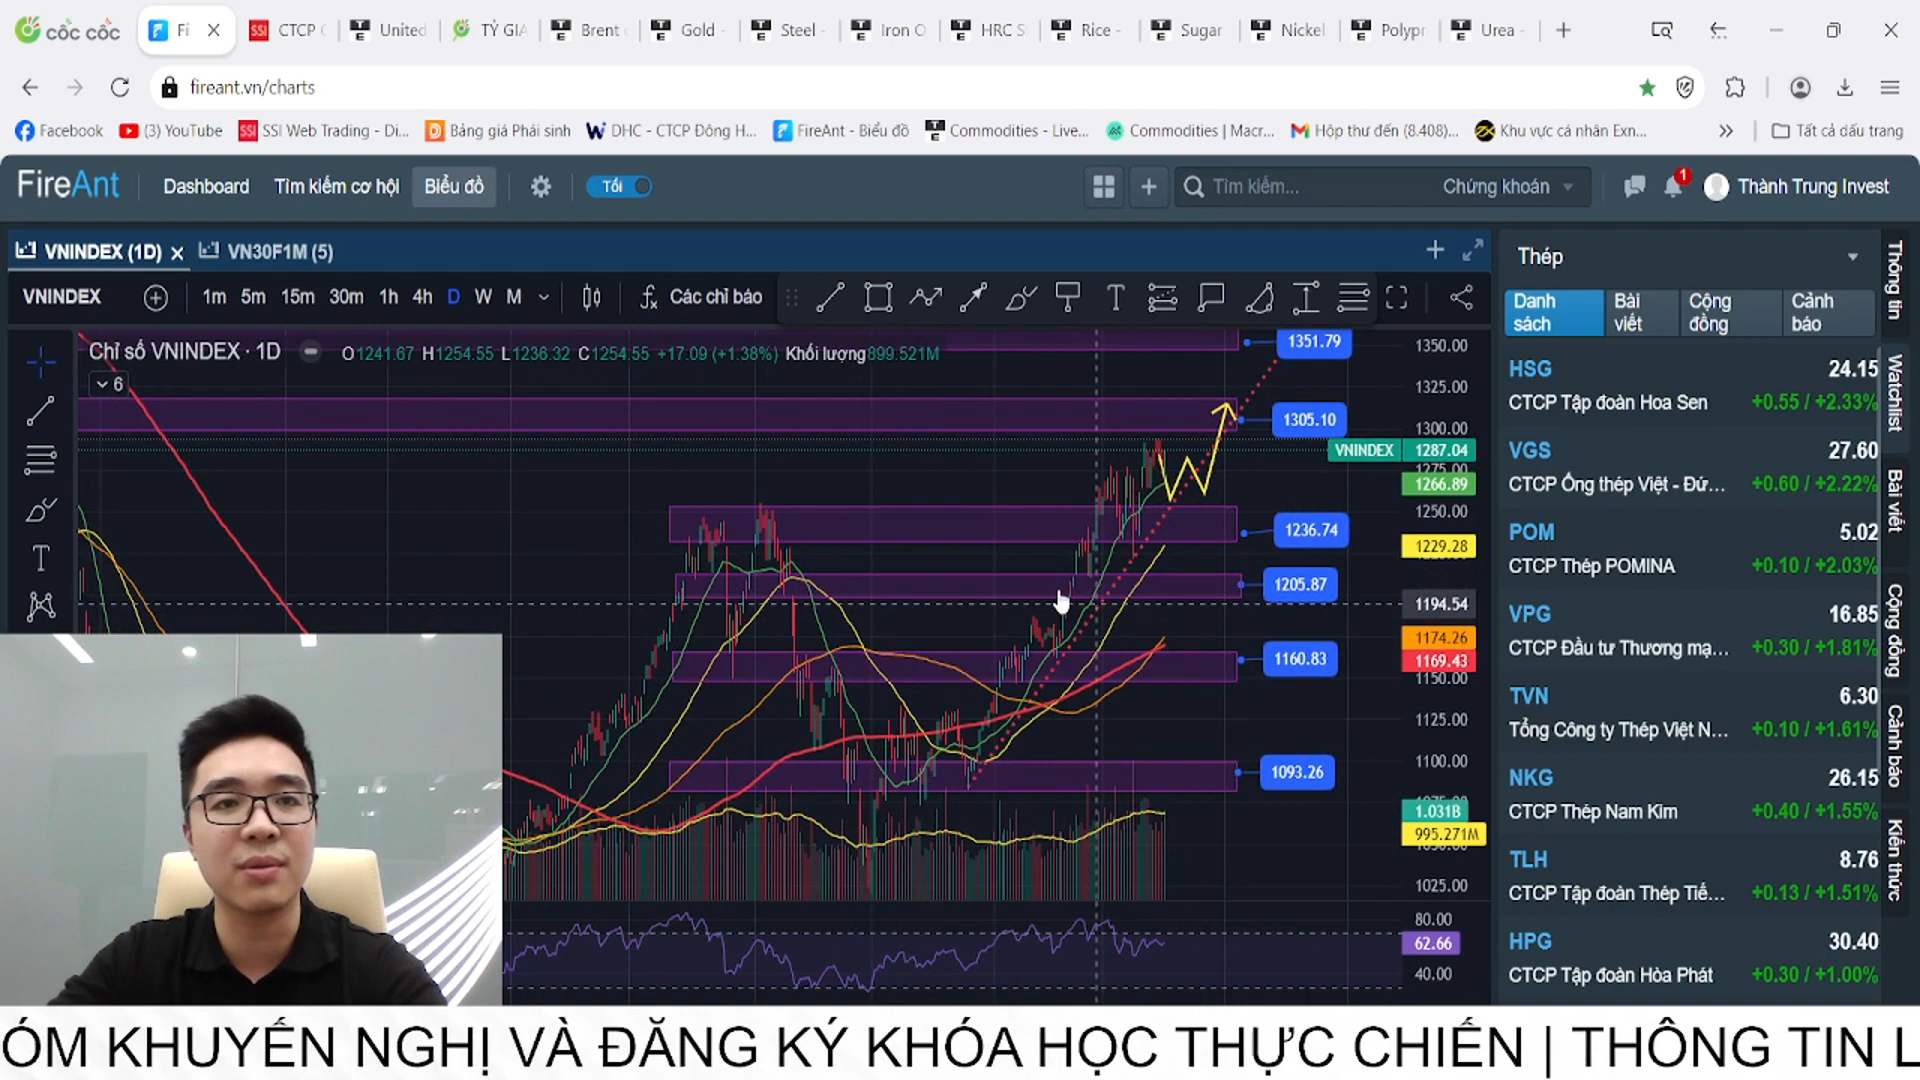 cốc cốc
Fi
CTCP
United
TỶ GIA
Brent
Gold
Steel
Iron O
HRC S
Rice -
Sugar
Nickel
Polypr
Urea
fireant.vn/charts
Facebook
(3) YouTube
SSI Web Trading - Di...
Bảng giá Phái sinh
DHC - CTCP Đông H...
FireAnt - Biểu đồ
Commodities - Live...
Commodities | Macr...
Hộp thư đến (8.408)...
Khu vực cá nhân Exn...
Tất cả dấu trang
FireAnt
Dashboard
Tìm kiếm cơ hội
Biểu đồ
Tối
Tìm kiếm...
Chứng khoán
1
Thành Trung Invest
VNINDEX (1D)
VN30F1M (5)
VNINDEX
1m 5m 15m 30m 1h 4h D W M
Các chỉ báo
Chỉ số VNINDEX · 1D
O1241.67 H1254.55 L1236.32 C1254.55 +17.09 (+1.38%) Khối lượng 899.521M
6
1351.79
1305.10
1236.74
1205.87
1160.83
1093.26
1350.00
1325.00
1300.00
VNINDEX 1287.04
1275.00
1266.89
1250.00
1229.28
1194.54
1174.26
1169.43
1150.00
1125.00
1100.00
1.031B
995.271M
1025.00
80.00
62.66
40.00
Thép
Danh sách
Bài viết
Cộng đồng
Cảnh báo
HSG 24.15
CTCP Tập đoàn Hoa Sen +0.55 / +2.33%
VGS 27.60
CTCP Ống thép Việt - Đứ... +0.60 / +2.22%
POM 5.02
CTCP Thép POMINA +0.10 / +2.03%
VPG 16.85
CTCP Đầu tư Thương mạ... +0.30 / +1.81%
TVN 6.30
Tổng Công ty Thép Việt N... +0.10 / +1.61%
NKG 26.15
CTCP Thép Nam Kim +0.40 / +1.55%
TLH 8.76
CTCP Tập đoàn Thép Tiế... +0.13 / +1.51%
HPG 30.40
CTCP Tập đoàn Hòa Phát +0.30 / +1.00%
Thông tin
Watchlist
Bài viết
Cộng đồng
Cảnh báo
Kiến thức
ÓM KHUYẾN NGHỊ VÀ ĐĂNG KÝ KHÓA HỌC THỰC CHIẾN | THÔNG TIN L